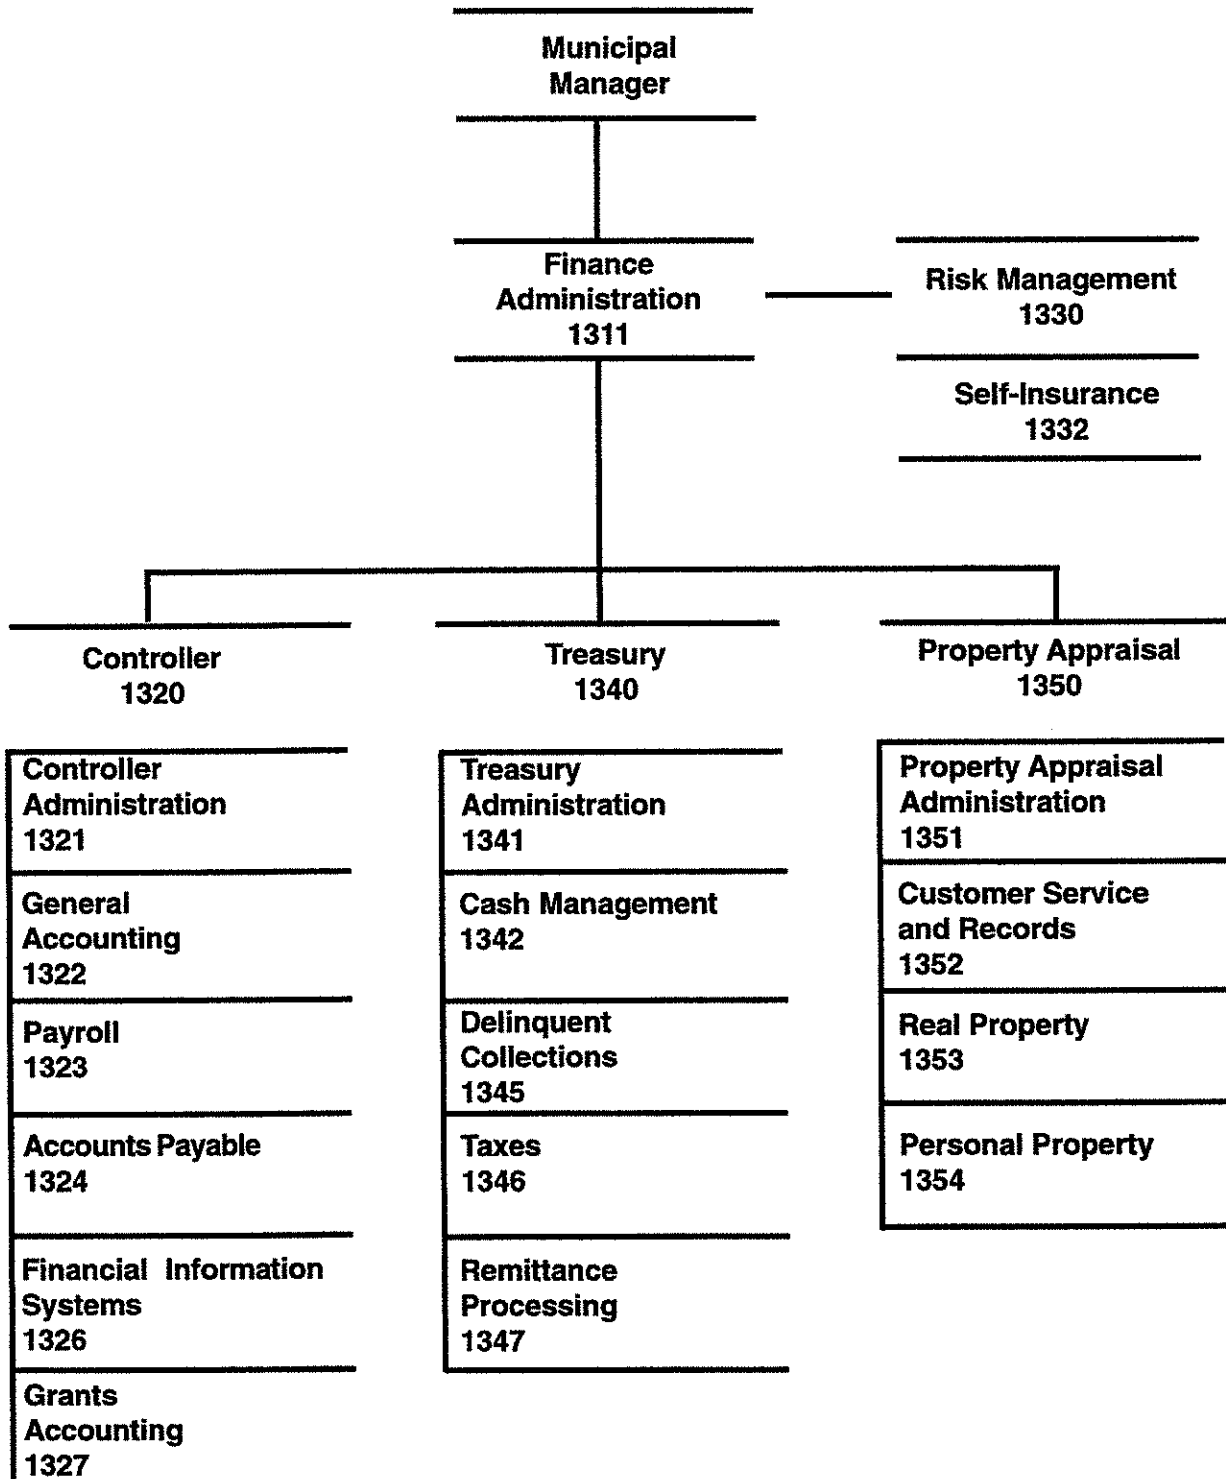 Municipal
Manager
Finance
Administration
1311
Risk Management
1330
Self-Insurance
1332
Controller
1320
Controller
Administration
1321
General
Accounting
1322
Payroll
1323
Accounts Payable
1324
Financial Information
Systems
1326
Grants
Accounting
1327
Treasury
1340
Treasury
Administration
1341
Cash Management
1342
Delinquent
Collections
1345
Taxes
1346
Remittance
Processing
1347
Property Appraisal
1350
Property Appraisal
Administration
1351
Customer Service
and Records
1352
Real Property
1353
Personal Property
1354